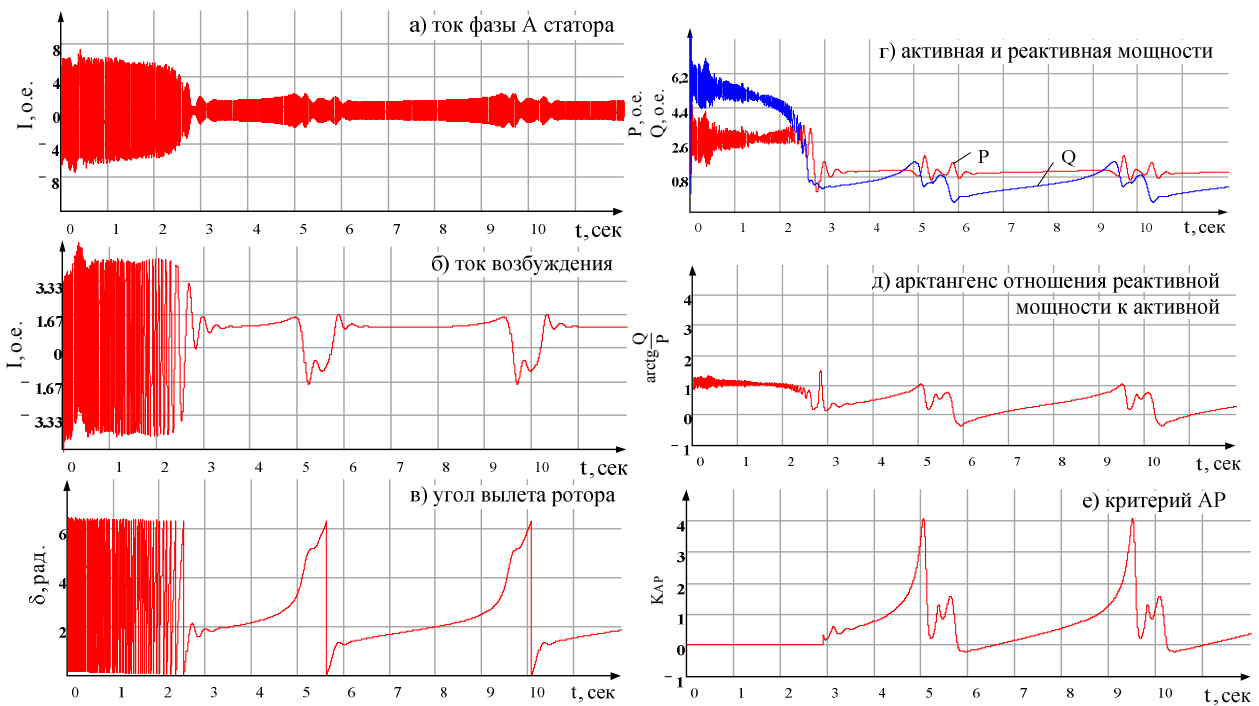 а) ток фазы А статора
I, о.е.
8
4
0
− 4
− 8
0 1 2 3 4 5 6 7 8 9 10
t, сек
б) ток возбуждения
I, о.е.
3.33
1.67
0
− 1.67
− 3.33
0 1 2 3 4 5 6 7 8 9 10
t, сек
в) угол вылета ротора
δ, рад.
6
4
2
0 1 2 3 4 5 6 7 8 9 10
t, сек
г) активная и реактивная мощности
P, о.е.
Q, о.е.
6,2
4.4
2.6
0,8
P
Q
0 1 2 3 4 5 6 7 8 9 10
t, сек
д) арктангенс отношения реактивной
мощности к активной
arctg Q/P
4
3
2
1
0
− 1
0 1 2 3 4 5 6 7 8 9 10
t, сек
е) критерий АР
KАР
4
3
2
1
0
− 1
0 1 2 3 4 5 6 7 8 9 10
t, сек